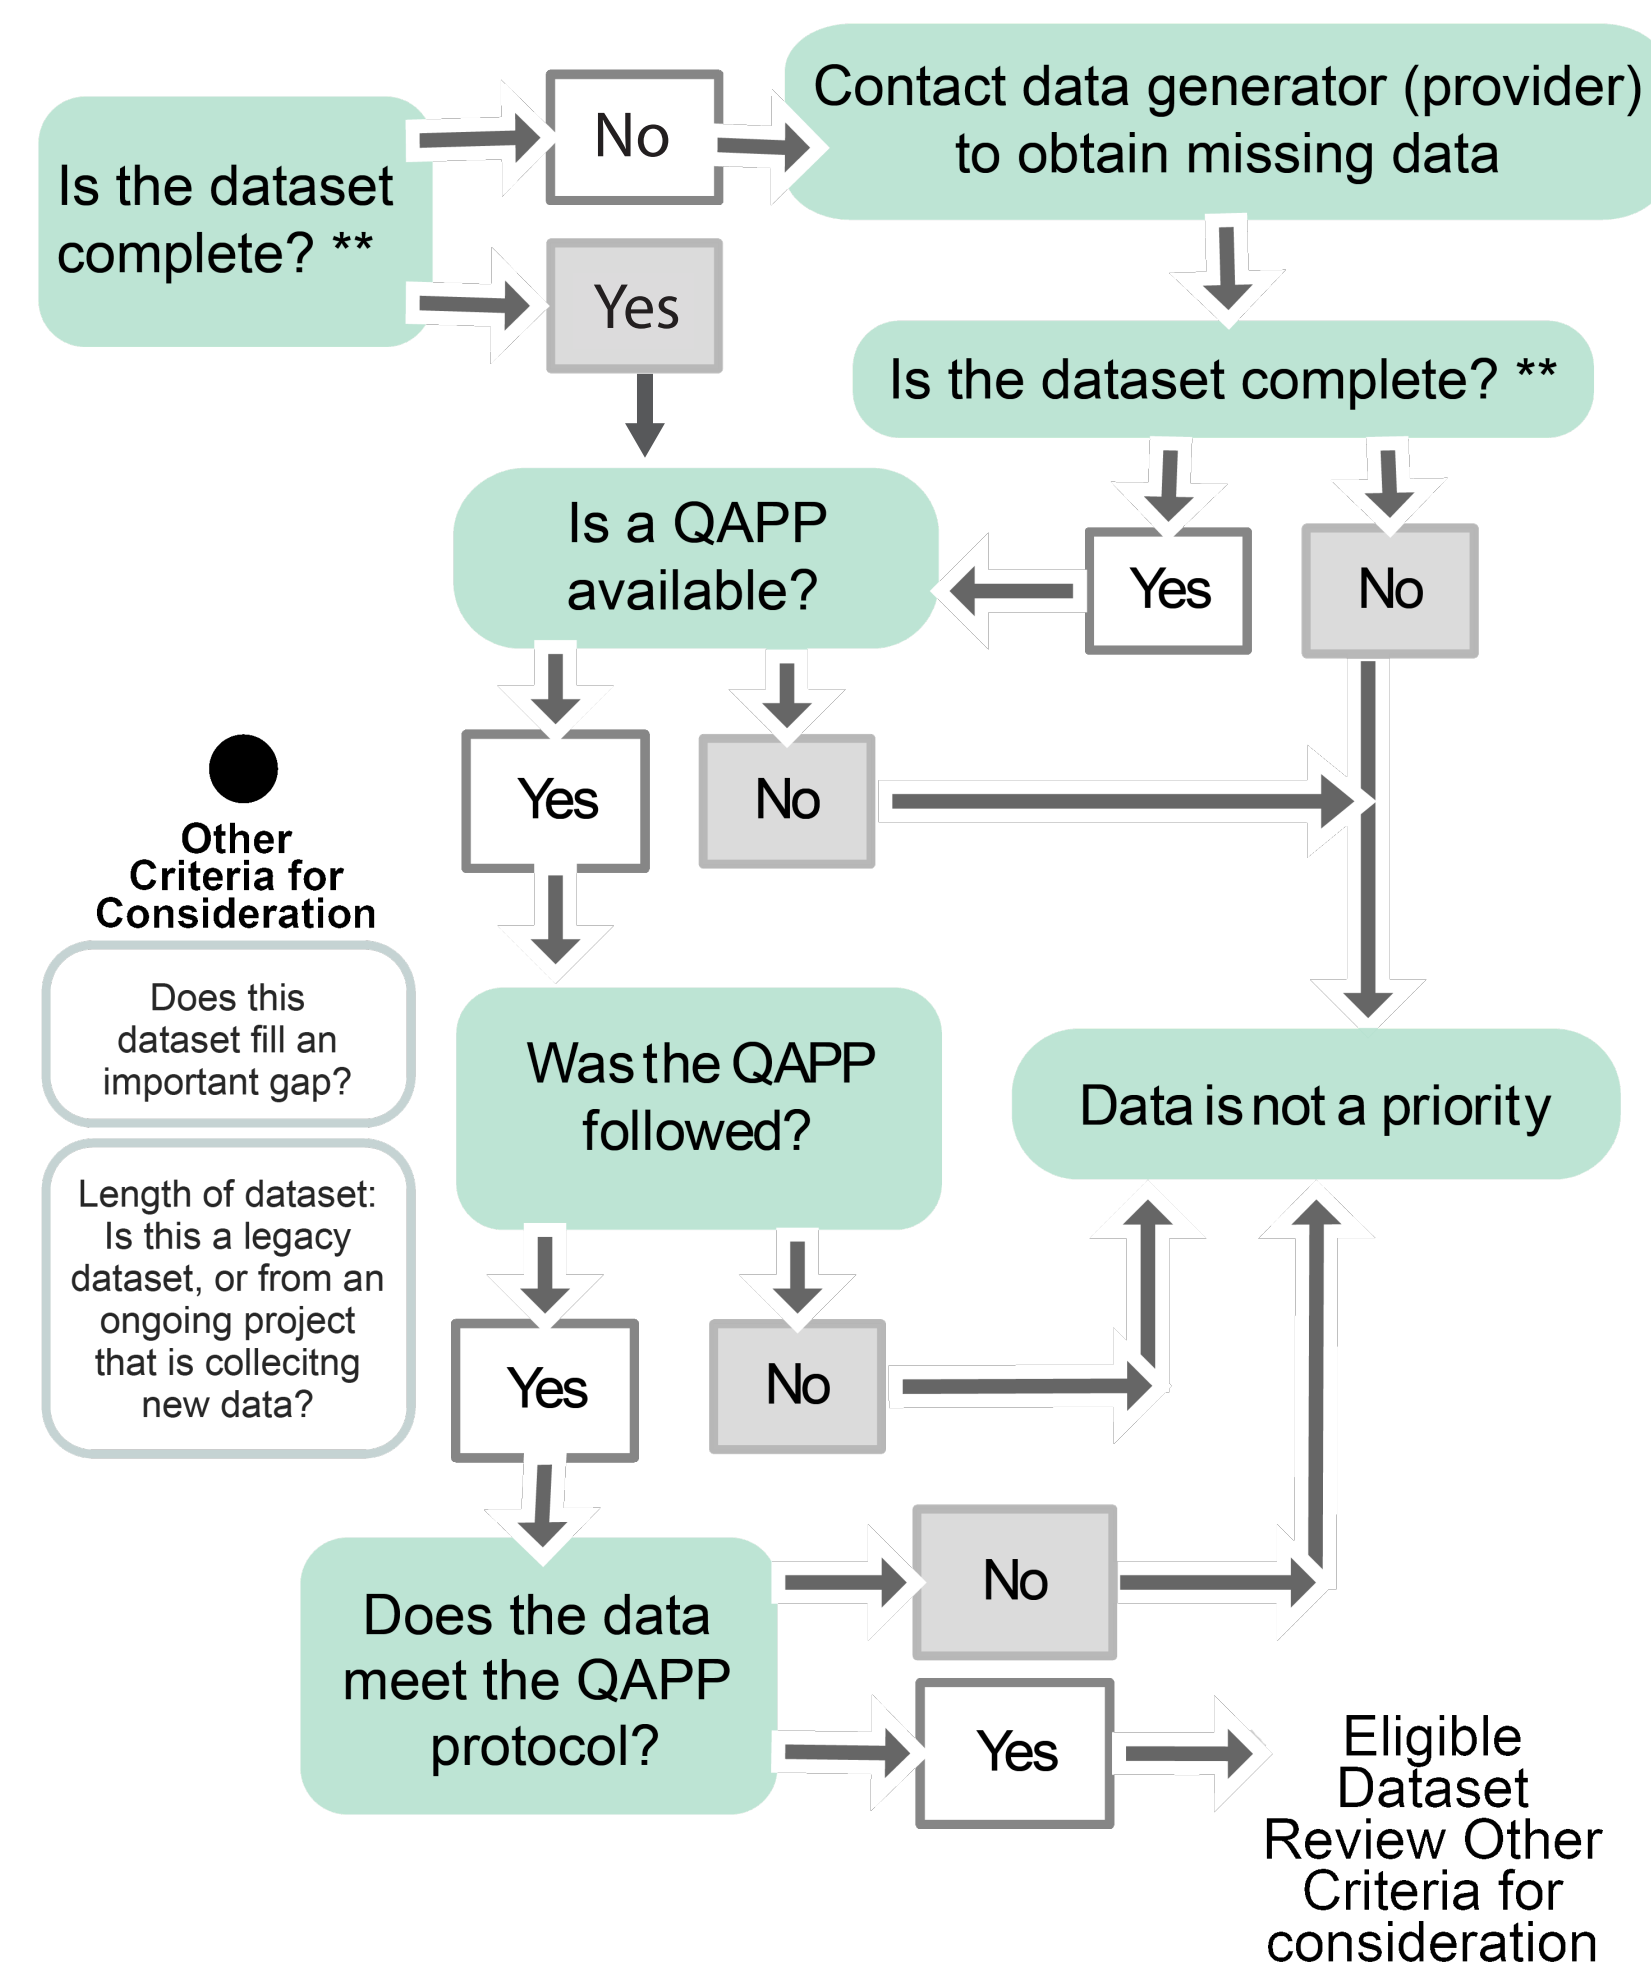 Is the dataset
complete? **
No
Yes
Contact data generator (provider)
to obtain missing data
Is the dataset complete? **
Yes
No
Is a QAPP
available?
Yes
No
Other
Criteria for
Consideration
Does this
dataset fill an
important gap?
Length of dataset:
Is this a legacy
dataset, or from an
ongoing project
that is collecitng
new data?
Was the QAPP
followed?
Data is not a priority
Yes
No
Does the data
meet the QAPP
protocol?
No
Yes
Eligible
Dataset
Review Other
Criteria for
consideration